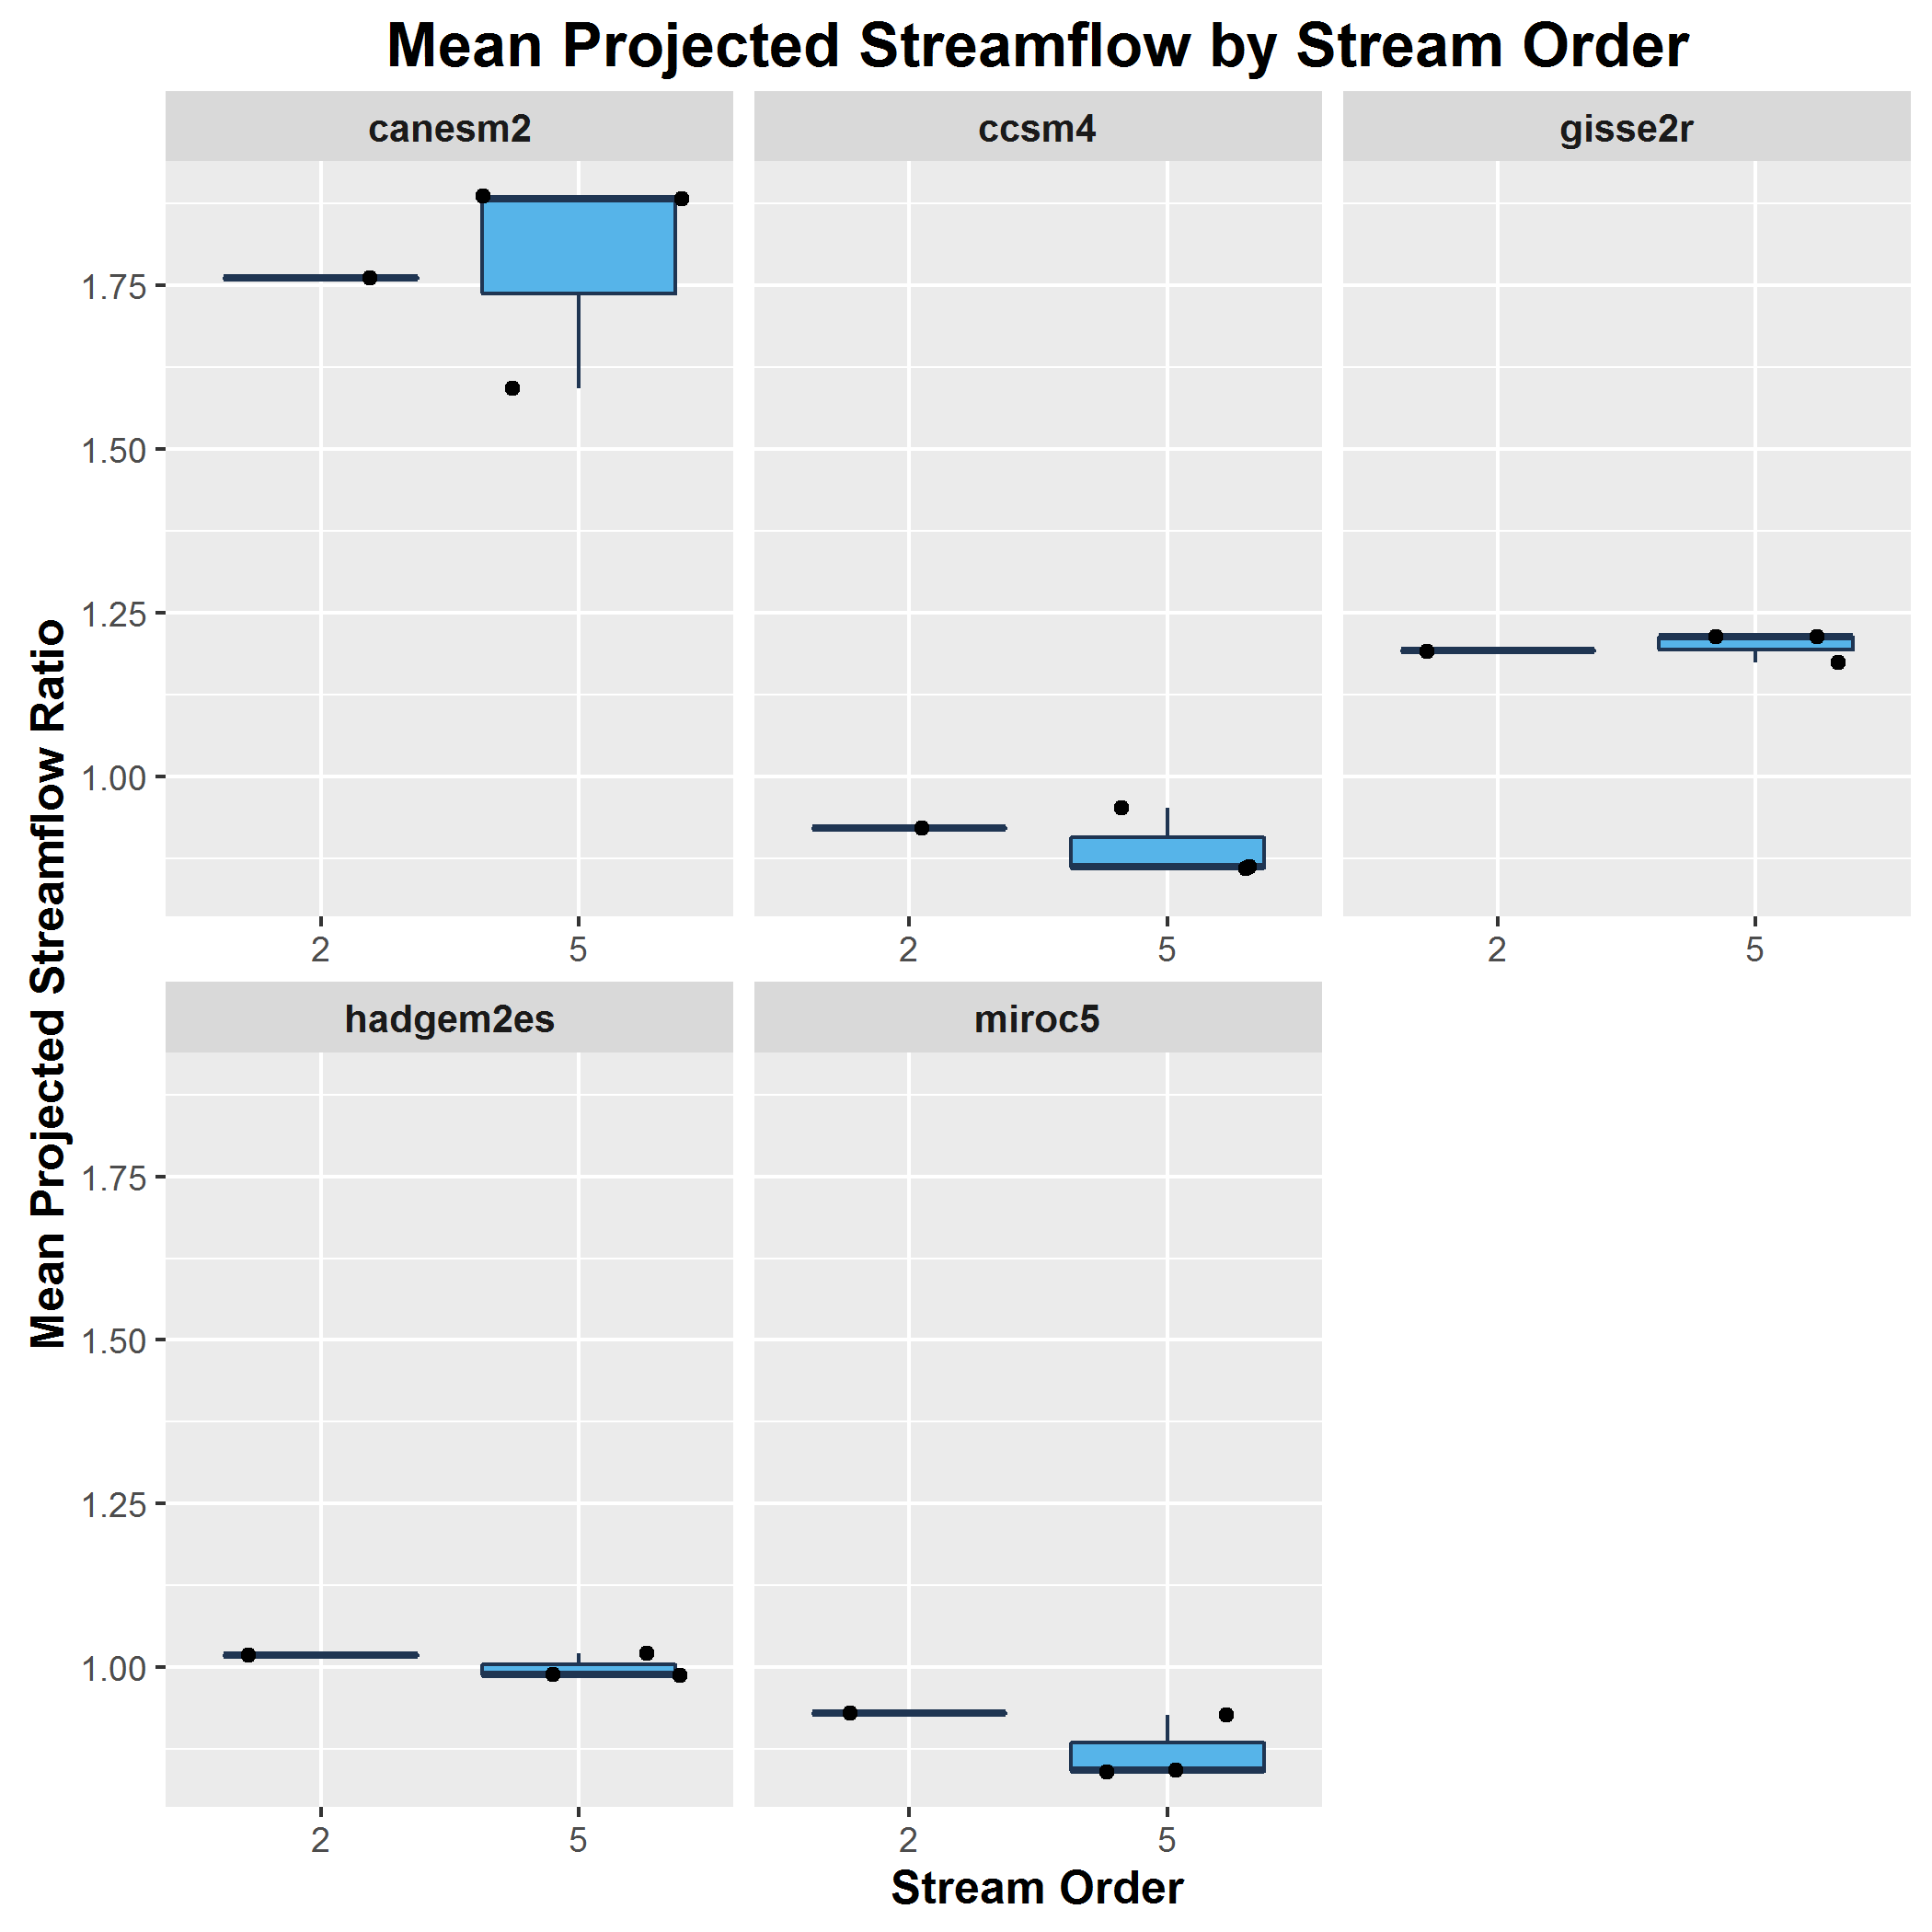 Mean Projected Streamflow by Stream Order
canesm2
ccsm4
gisse2r
1.75
1.50
1.25
1.00
2
5
2
5
2
5
Mean Projected Streamflow Ratio
hadgem2es
miroc5
1.75
1.50
1.25
1.00
2
5
2
5
Stream Order